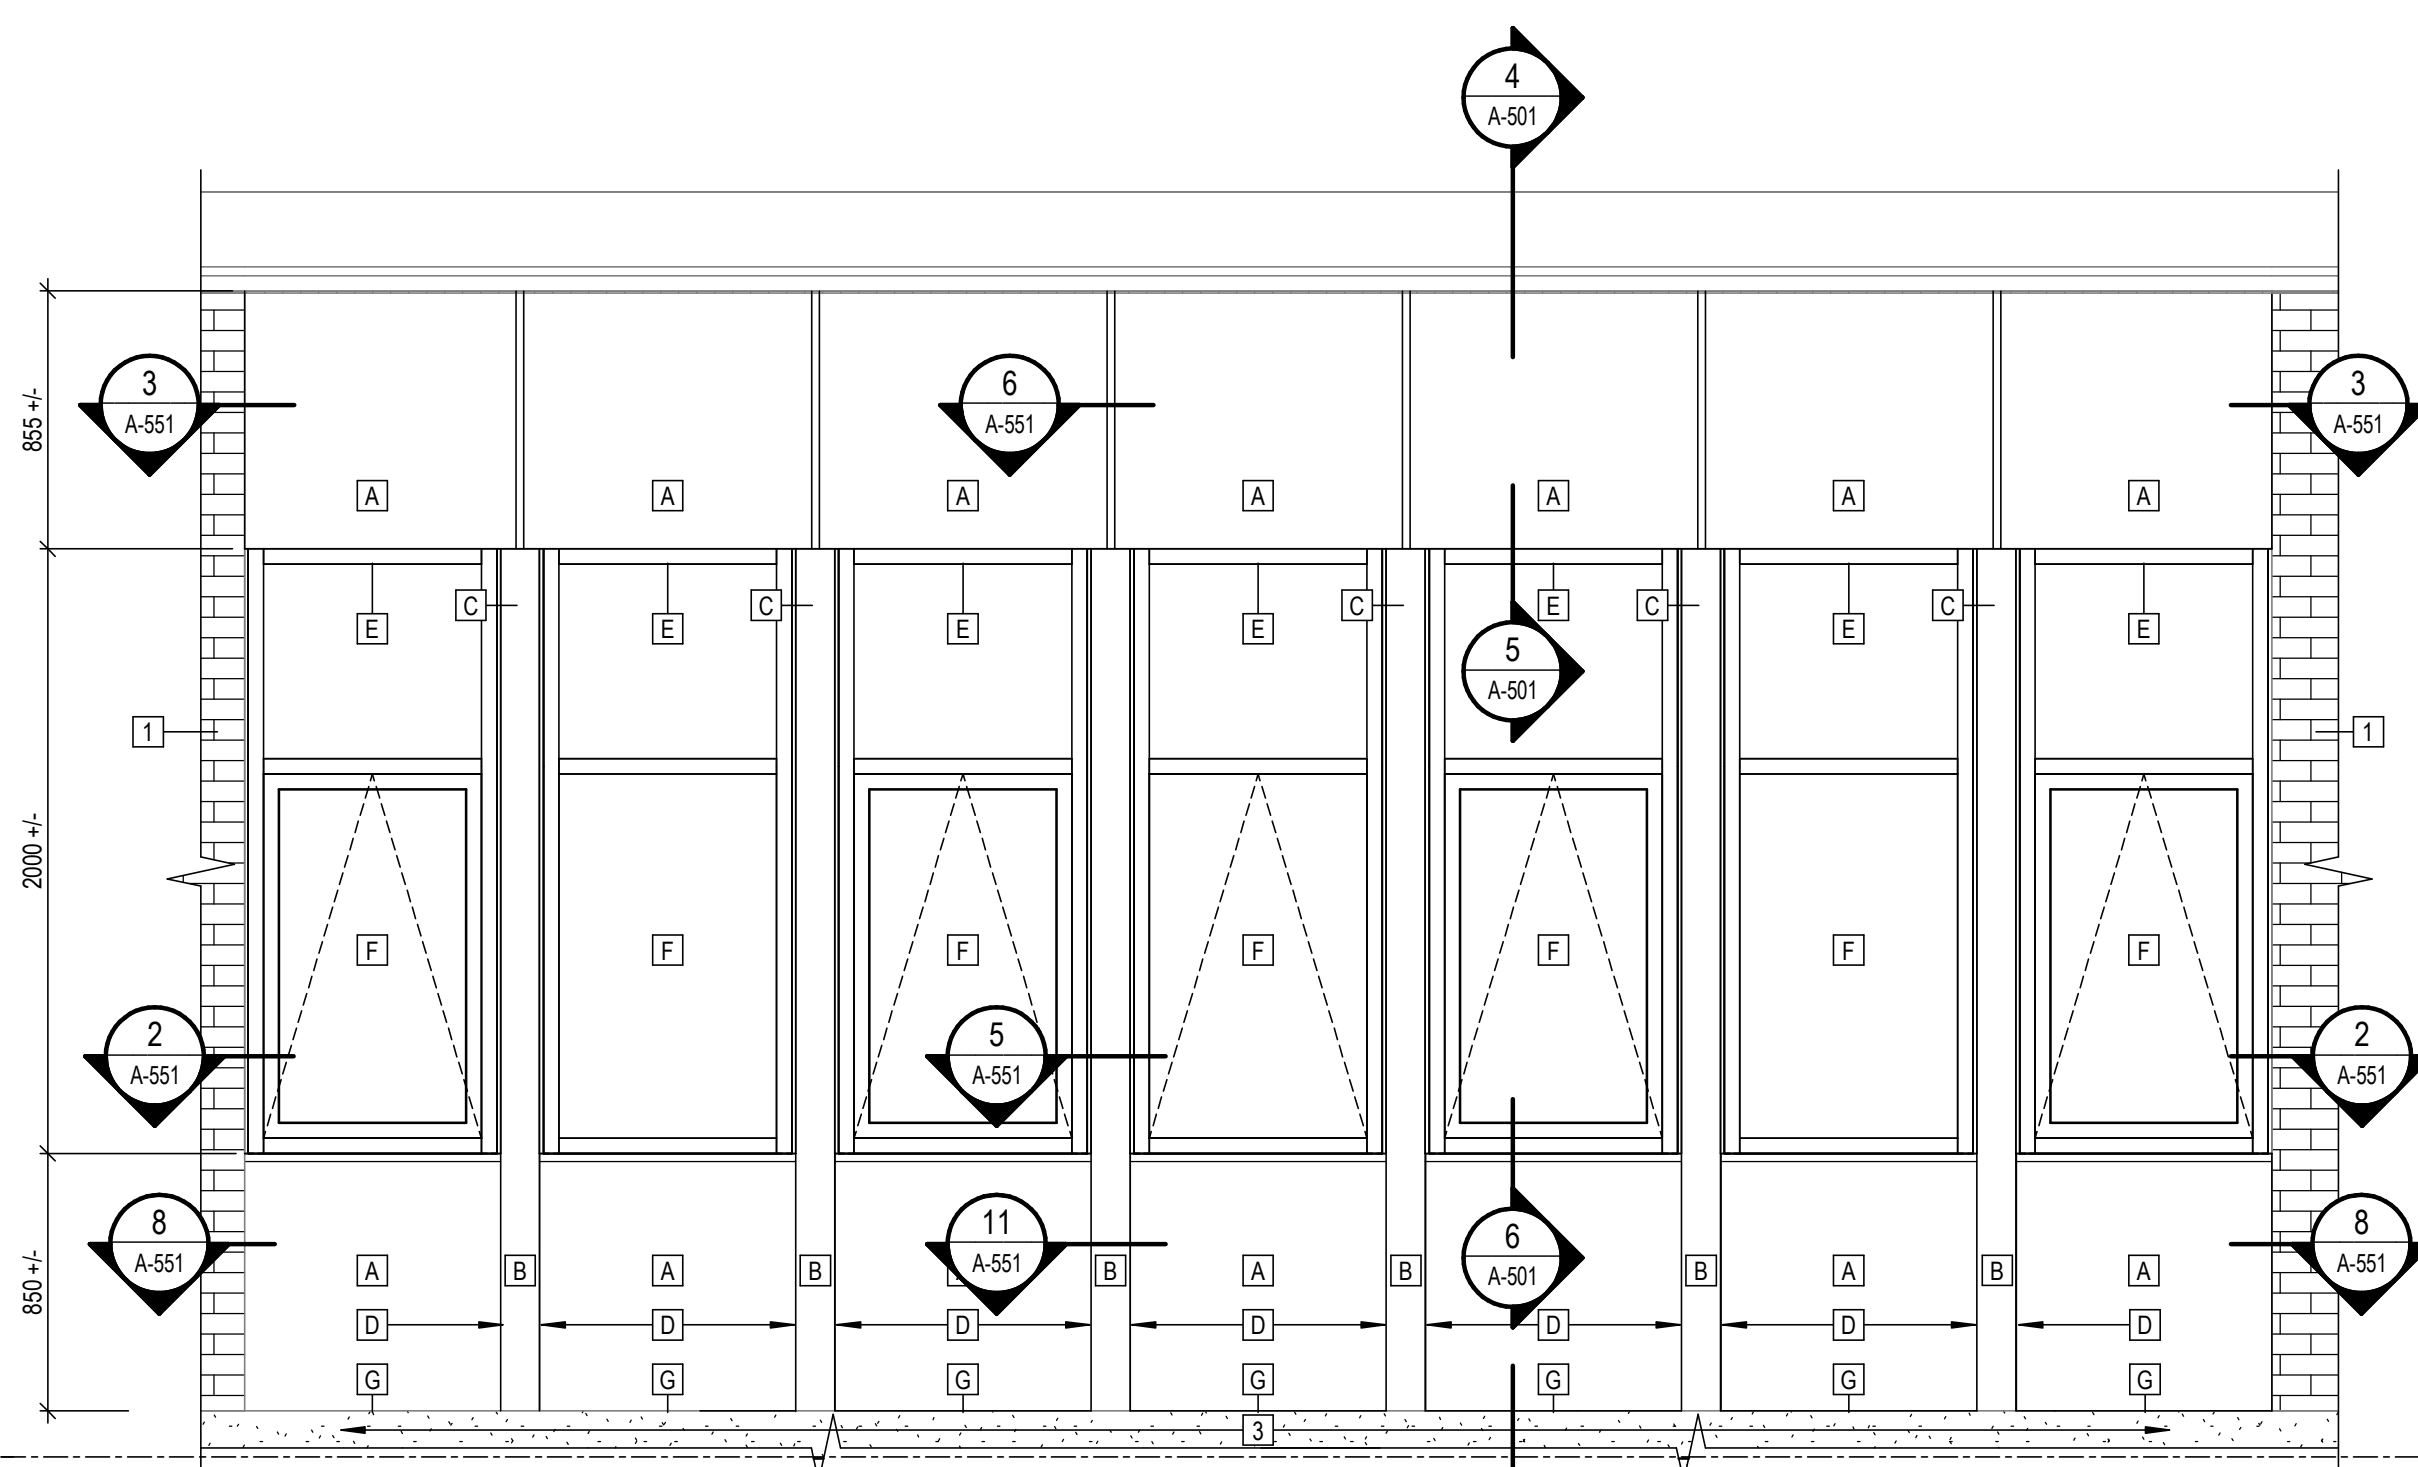 4
A-501
855 +/-
3
A-551
6
A-551
3
A-551
A A A A A A A
C C C C C
E E E E E E E
5
A-501
1 1
2000 +/-
F F F F F F F
2
A-551
5
A-551
2
A-551
850 +/-
8
A-551
11
A-551
6
A-501
8
A-551
A B A B B A B B A B A
D D D D D D D
G G G G G G G
3